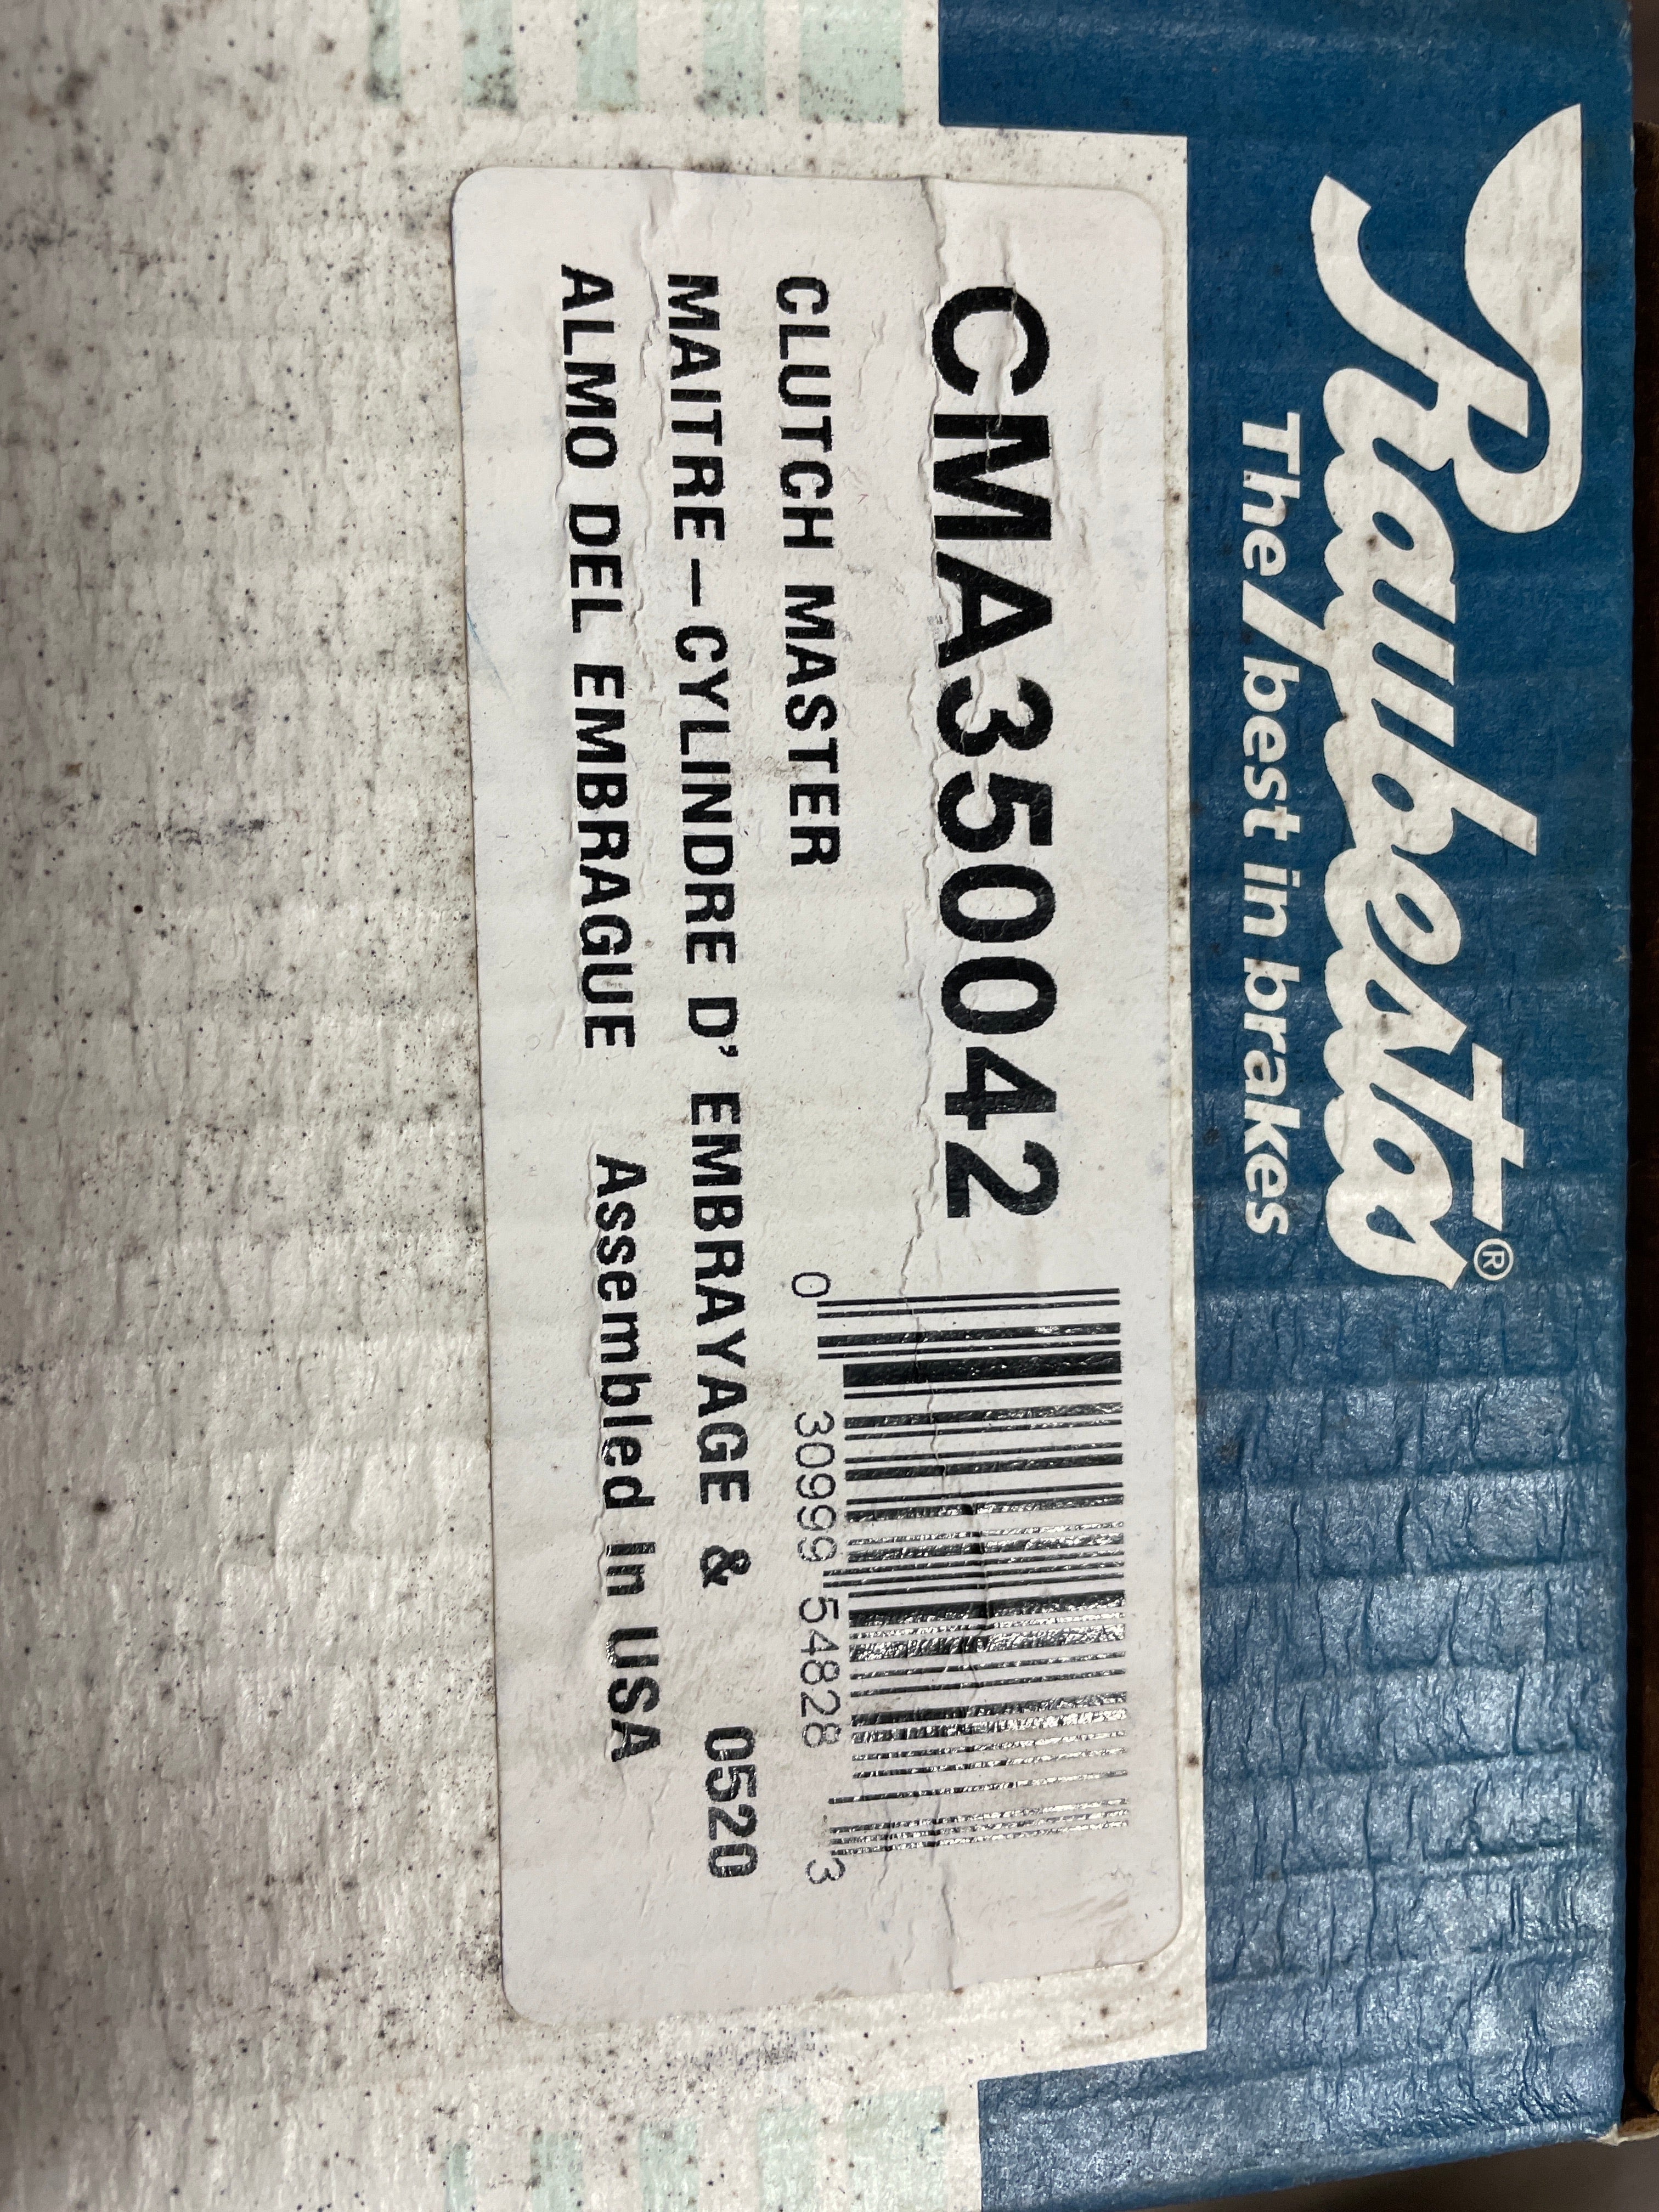 Raybestos®
The best in brakes
CMA350042
0 30999 54828 3
CLUTCH MASTER
MAITRE-CYLINDRE D' EMBRAYAGE & 0520
ALMO DEL EMBRAGUE Assembled in USA